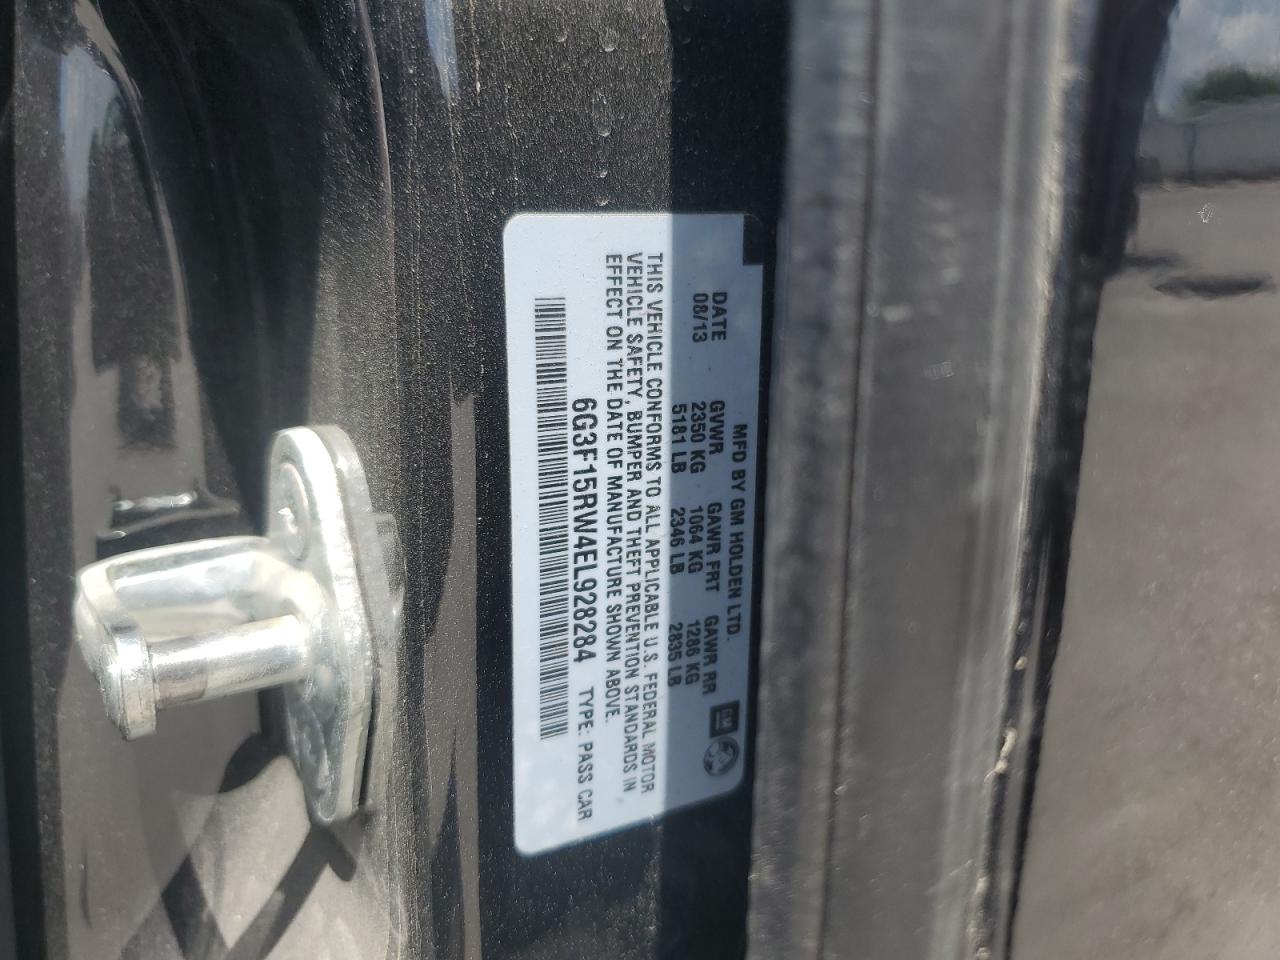 MFD BY GM HOLDEN LTD.
DATE GVWR GAWR FRT GAWR RR
08/13 2350 KG 1064 KG 1286 KG
5181 LB 2346 LB 2835 LB
GM
THIS VEHICLE CONFORMS TO ALL APPLICABLE U.S. FEDERAL MOTOR
VEHICLE SAFETY, BUMPER AND THEFT PREVENTION STANDARDS IN
EFFECT ON THE DATE OF MANUFACTURE SHOWN ABOVE.
6G3F15RW4EL928284 TYPE: PASS CAR